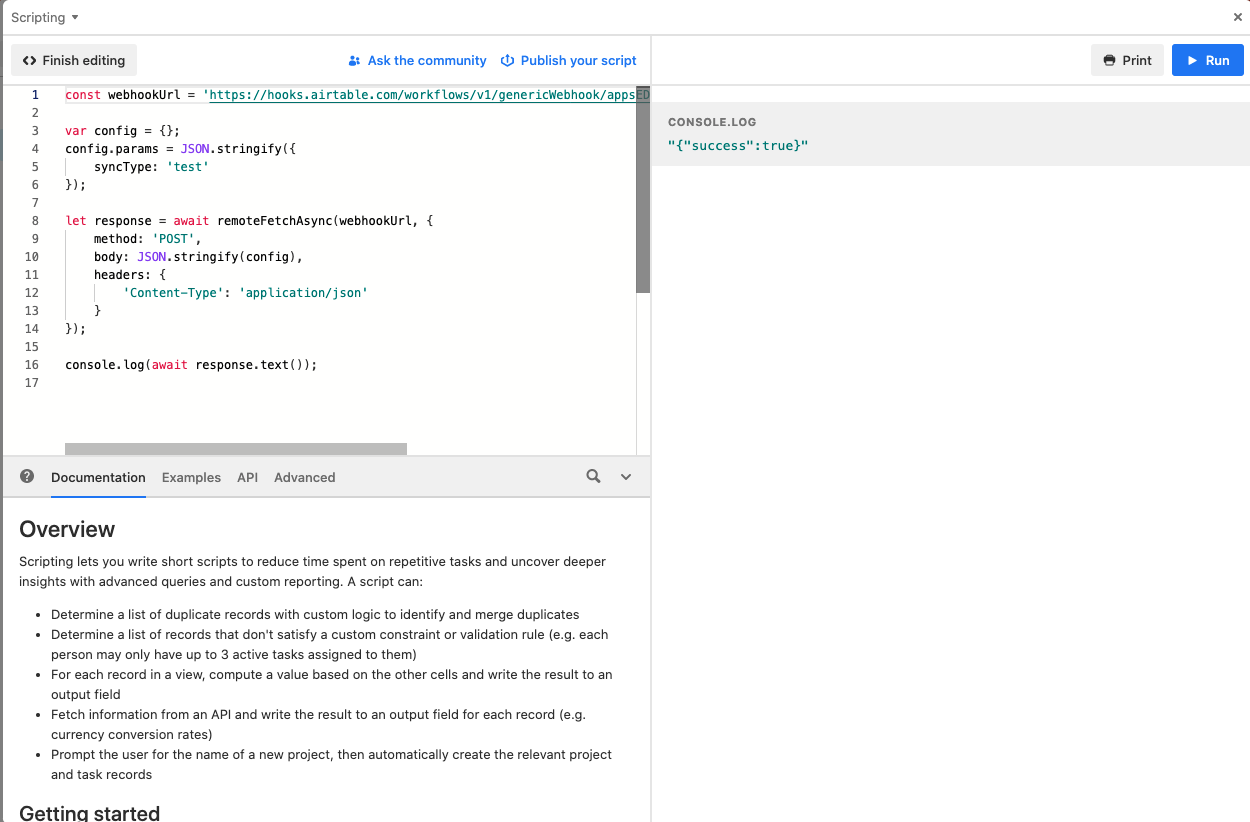 Scripting
Finish editing
Ask the community
Publish your script
Print
Run
1 const webhookUrl = 'https://hooks.airtable.com/workflows/v1/genericWebhook/appsED
2
3 var config = {};
4 config.params = JSON.stringify({
5 syncType: 'test'
6 });
7
8 let response = await remoteFetchAsync(webhookUrl, {
9 method: 'POST',
10 body: JSON.stringify(config),
11 headers: {
12 'Content-Type': 'application/json'
13 }
14 });
15
16 console.log(await response.text());
17
CONSOLE.LOG
"{"success":true}"
Documentation Examples API Advanced
Overview
Scripting lets you write short scripts to reduce time spent on repetitive tasks and uncover deeper
insights with advanced queries and custom reporting. A script can:
• Determine a list of duplicate records with custom logic to identify and merge duplicates
• Determine a list of records that don't satisfy a custom constraint or validation rule (e.g. each
person may only have up to 3 active tasks assigned to them)
• For each record in a view, compute a value based on the other cells and write the result to an
output field
• Fetch information from an API and write the result to an output field for each record (e.g.
currency conversion rates)
• Prompt the user for the name of a new project, then automatically create the relevant project
and task records
Getting started